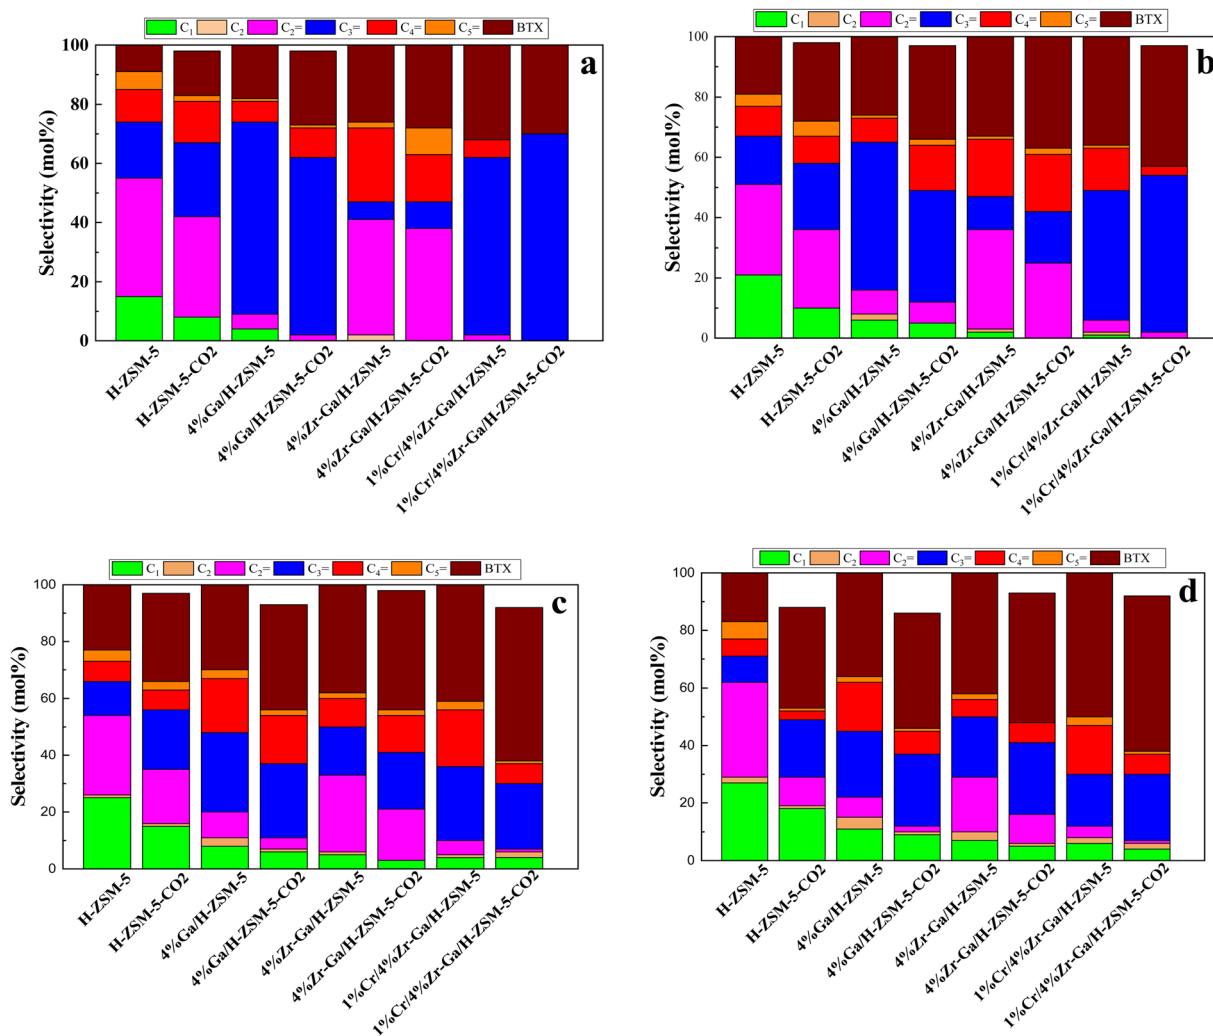 C₁ C₂ C₂= C₃= C₄= C₅= BTX
a
Selectivity (mol%)
100
80
60
40
20
0
H-ZSM-5
H-ZSM-5-CO2
4%Ga/H-ZSM-5
4%Ga/H-ZSM-5-CO2
4%Zr-Ga/H-ZSM-5
4%Zr-Ga/H-ZSM-5-CO2
1%Cr/4%Zr-Ga/H-ZSM-5
1%Cr/4%Zr-Ga/H-ZSM-5-CO2
C₁ C₂ C₂= C₃= C₄= C₅= BTX
b
Selectivity (mol%)
100
80
60
40
20
0
H-ZSM-5
H-ZSM-5-CO2
4%Ga/H-ZSM-5
4%Ga/H-ZSM-5-CO2
4%Zr-Ga/H-ZSM-5
4%Zr-Ga/H-ZSM-5-CO2
1%Cr/4%Zr-Ga/H-ZSM-5
1%Cr/4%Zr-Ga/H-ZSM-5-CO2
C₁ C₂ C₂= C₃= C₄= C₅= BTX
c
Selectivity (mol%)
100
80
60
40
20
0
H-ZSM-5
H-ZSM-5-CO2
4%Ga/H-ZSM-5
4%Ga/H-ZSM-5-CO2
4%Zr-Ga/H-ZSM-5
4%Zr-Ga/H-ZSM-5-CO2
1%Cr/4%Zr-Ga/H-ZSM-5
1%Cr/4%Zr-Ga/H-ZSM-5-CO2
C₁ C₂ C₂= C₃= C₄= C₅= BTX
d
Selectivity (mol%)
100
80
60
40
20
0
H-ZSM-5
H-ZSM-5-CO2
4%Ga/H-ZSM-5
4%Ga/H-ZSM-5-CO2
4%Zr-Ga/H-ZSM-5
4%Zr-Ga/H-ZSM-5-CO2
1%Cr/4%Zr-Ga/H-ZSM-5
1%Cr/4%Zr-Ga/H-ZSM-5-CO2